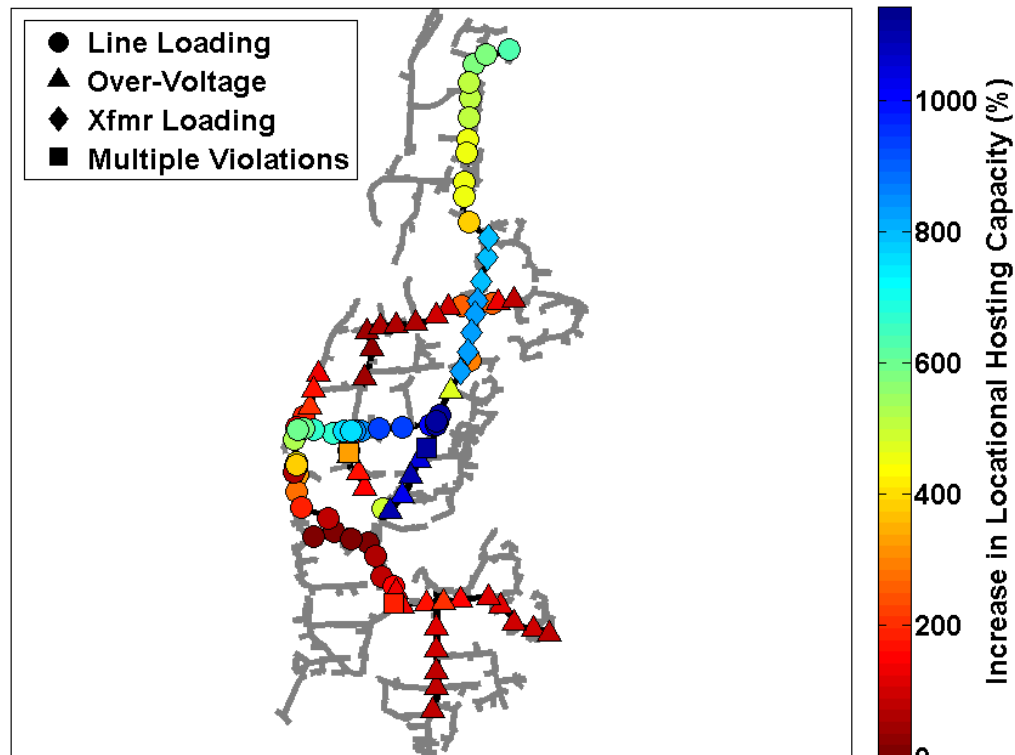 Line Loading
Over-Voltage
Xfmr Loading
Multiple Violations
1000
800
600
400
200
0
Increase in Locational Hosting Capacity (%)